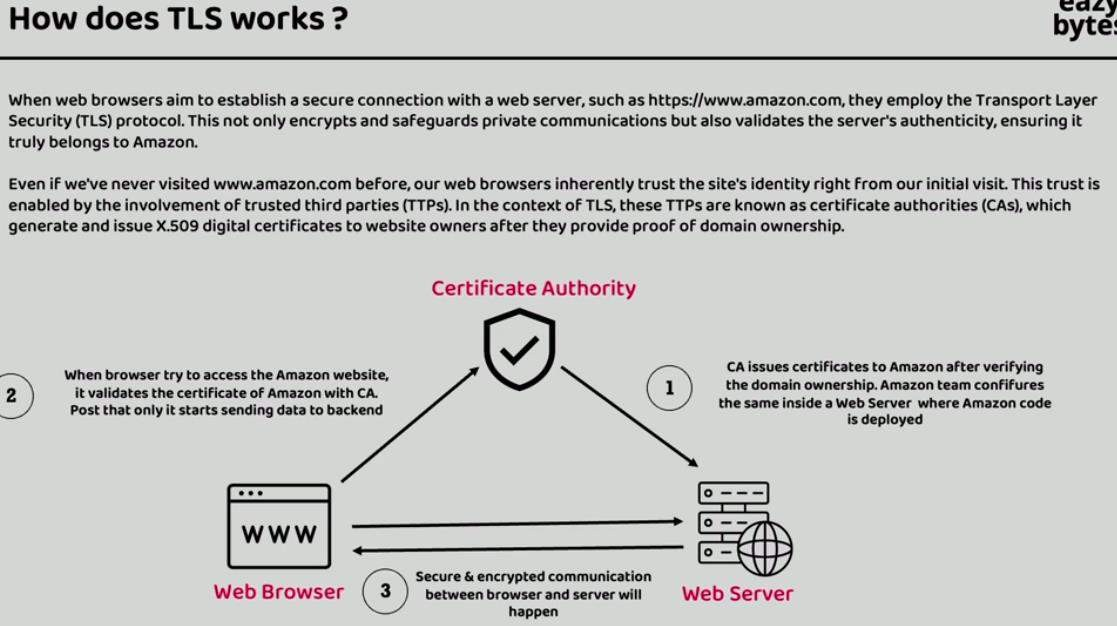 How does TLS works ?
eazy
bytes
When web browsers aim to establish a secure connection with a web server, such as https://www.amazon.com, they employ the Transport Layer
Security (TLS) protocol. This not only encrypts and safeguards private communications but also validates the server's authenticity, ensuring it
truly belongs to Amazon.
Even if we've never visited www.amazon.com before, our web browsers inherently trust the site's identity right from our initial visit. This trust is
enabled by the involvement of trusted third parties (TTPs). In the context of TLS, these TTPs are known as certificate authorities (CAs), which
generate and issue X.509 digital certificates to website owners after they provide proof of domain ownership.
Certificate Authority
2
When browser try to access the Amazon website,
it validates the certificate of Amazon with CA.
Post that only it starts sending data to backend
1
CA issues certificates to Amazon after verifying
the domain ownership. Amazon team confifures
the same inside a Web Server where Amazon code
is deployed
WWW
Web Browser
3
Secure & encrypted communication
between browser and server will
happen
Web Server